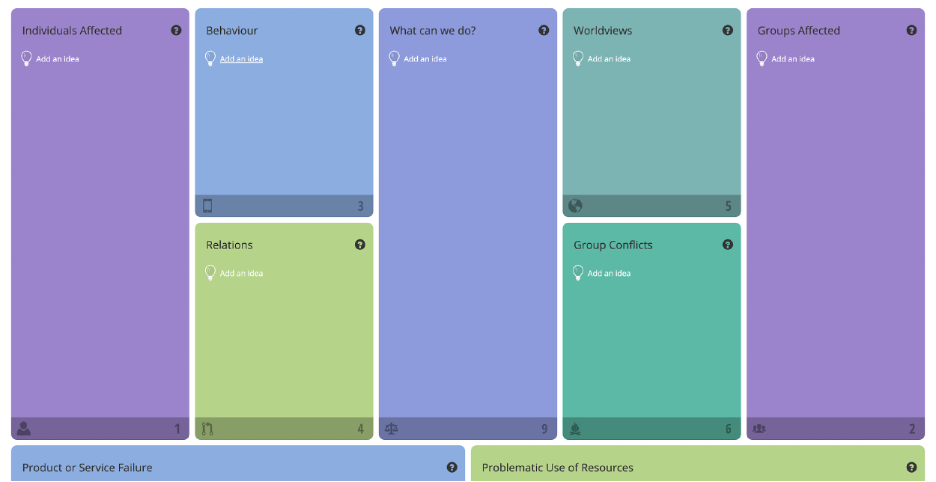 Individuals Affected
Add an idea
1
Behaviour
Add an idea
3
Relations
Add an idea
4
What can we do?
Add an idea
9
Worldviews
Add an idea
5
Group Conflicts
Add an idea
6
Groups Affected
Add an idea
2
Product or Service Failure
Problematic Use of Resources